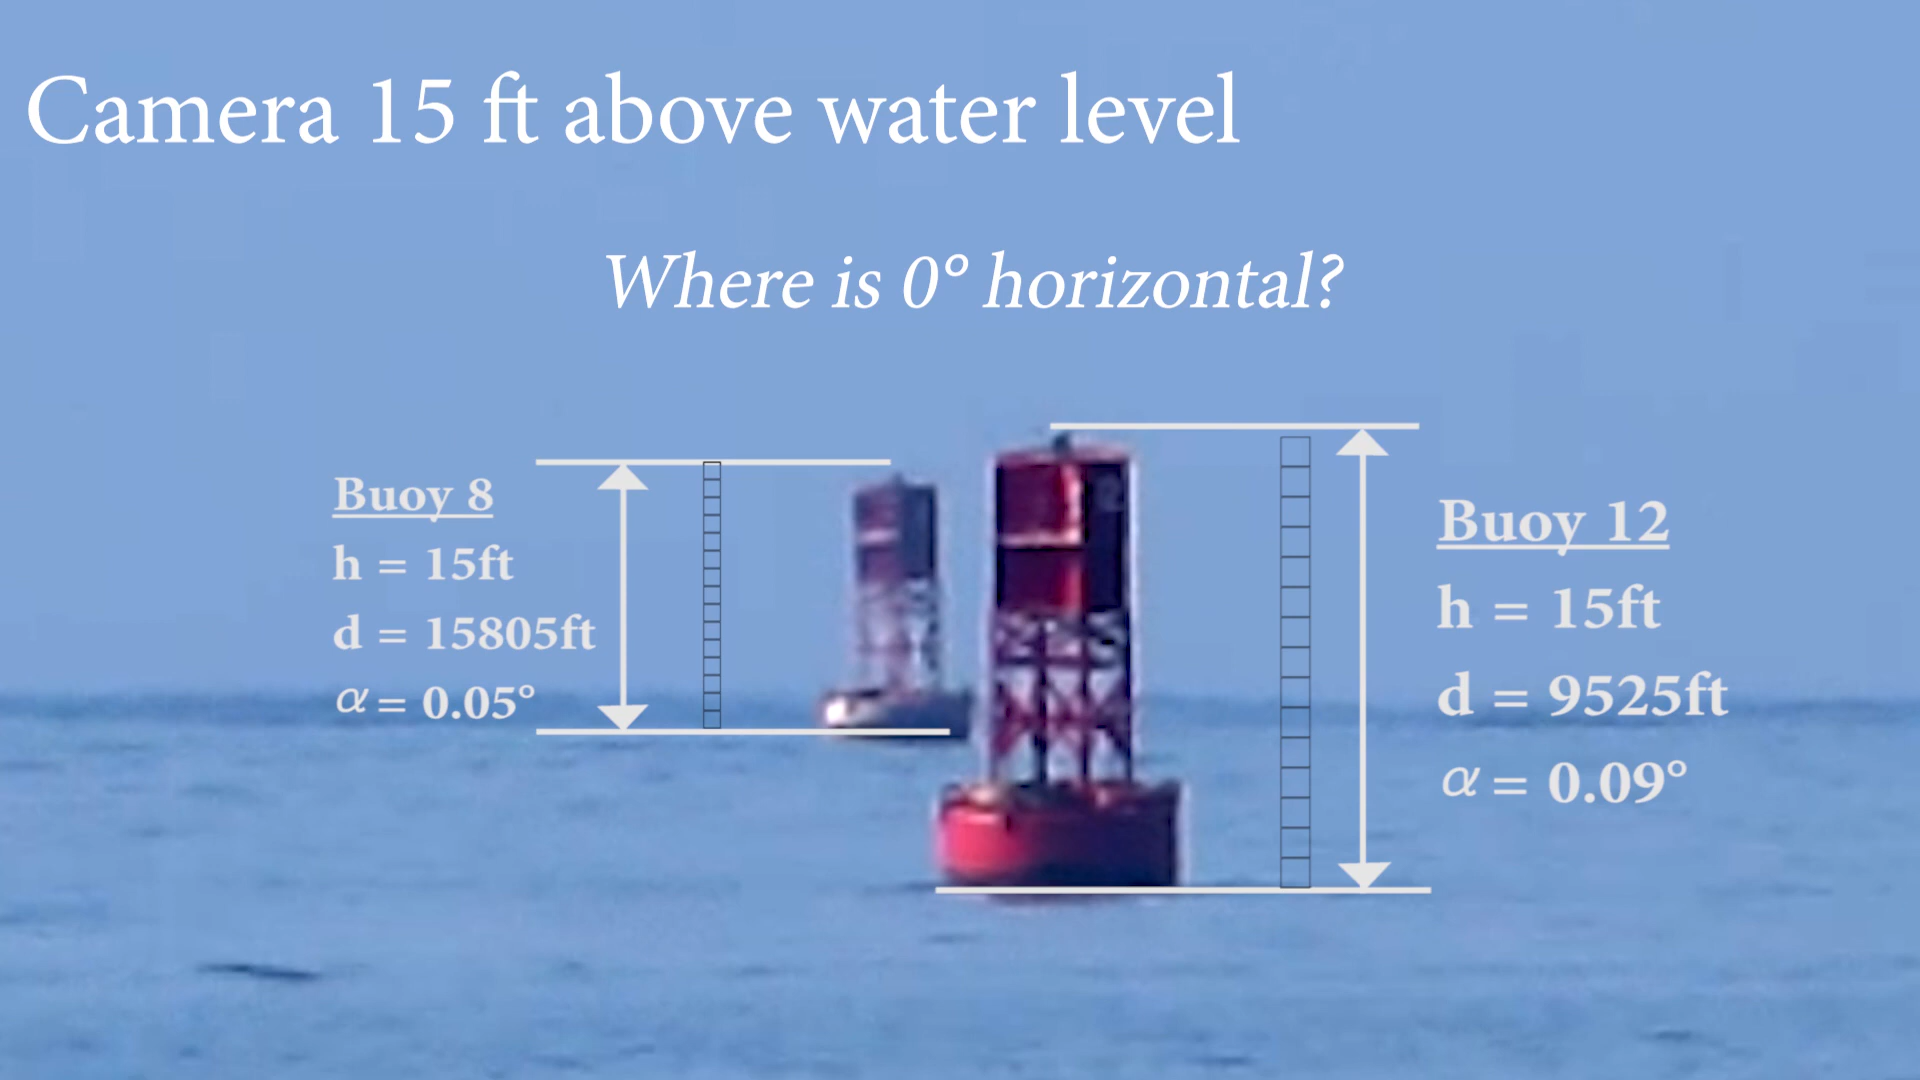 Camera 15 ft above water level
Where is 0° horizontal?
Buoy 8
h = 15ft
d = 15805ft
α = 0.05°
Buoy 12
h = 15ft
d = 9525ft
α = 0.09°